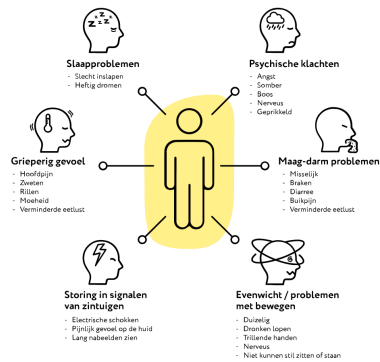 Slaapproblemen
- Slecht inslapen
- Heftig dromen
Psychische klachten
- Angst
- Somber
- Boos
- Nerveus
- Geprikkeld
Grieperig gevoel
- Hoofdpijn
- Zweten
- Rillen
- Moeheid
- Verminderde eetlust
Maag-darm problemen
- Misselijk
- Braken
- Diarree
- Buikpijn
- Verminderde eetlust
Storing in signalen
van zintuigen
- Electrische schokken
- Pijnlijk gevoel op de huid
- Lang nabeelden zien
Evenwicht / problemen
met bewegen
- Duizelig
- Dronken lopen
- Trillende handen
- Nerveus
- Niet kunnen stil zitten of staan